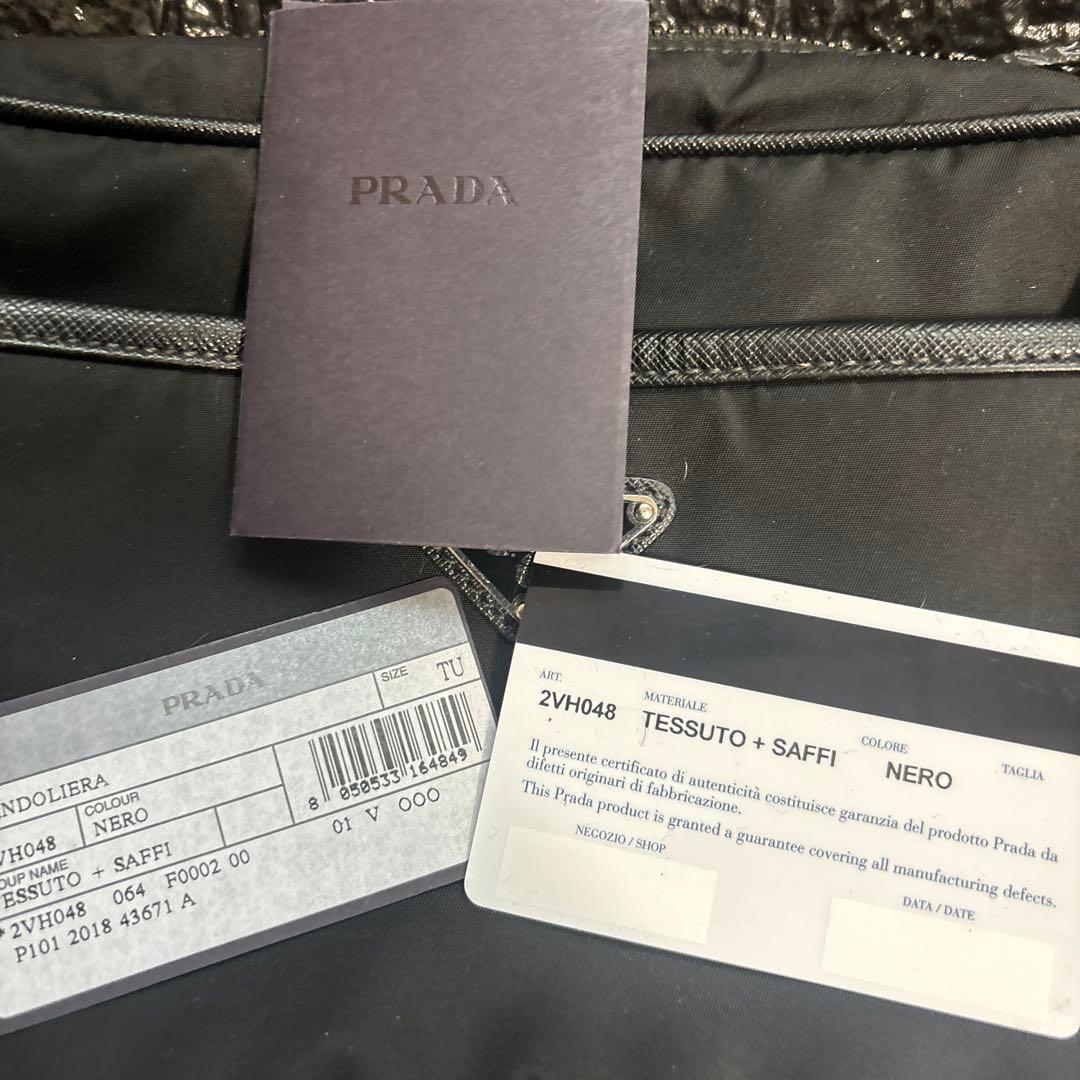 PRADA
PRADA
SIZE
TU
NDOLIERA
VH048
COLOUR
NERO
OUP NAME
TESSUTO + SAFFI
*2VH048 064 F0002 00
P101 2018 43671 A
8 050533 164849
01 V OOO
ART.
2VH048
MATERIALE
TESSUTO + SAFFI
COLORE
NERO
TAGLIA
Il presente certificato di autenticità costituisce garanzia del prodotto Prada da
difetti originari di fabbricazione.
This Prada product is granted a guarantee covering all manufacturing defects.
NEGOZIO / SHOP
DATA / DATE